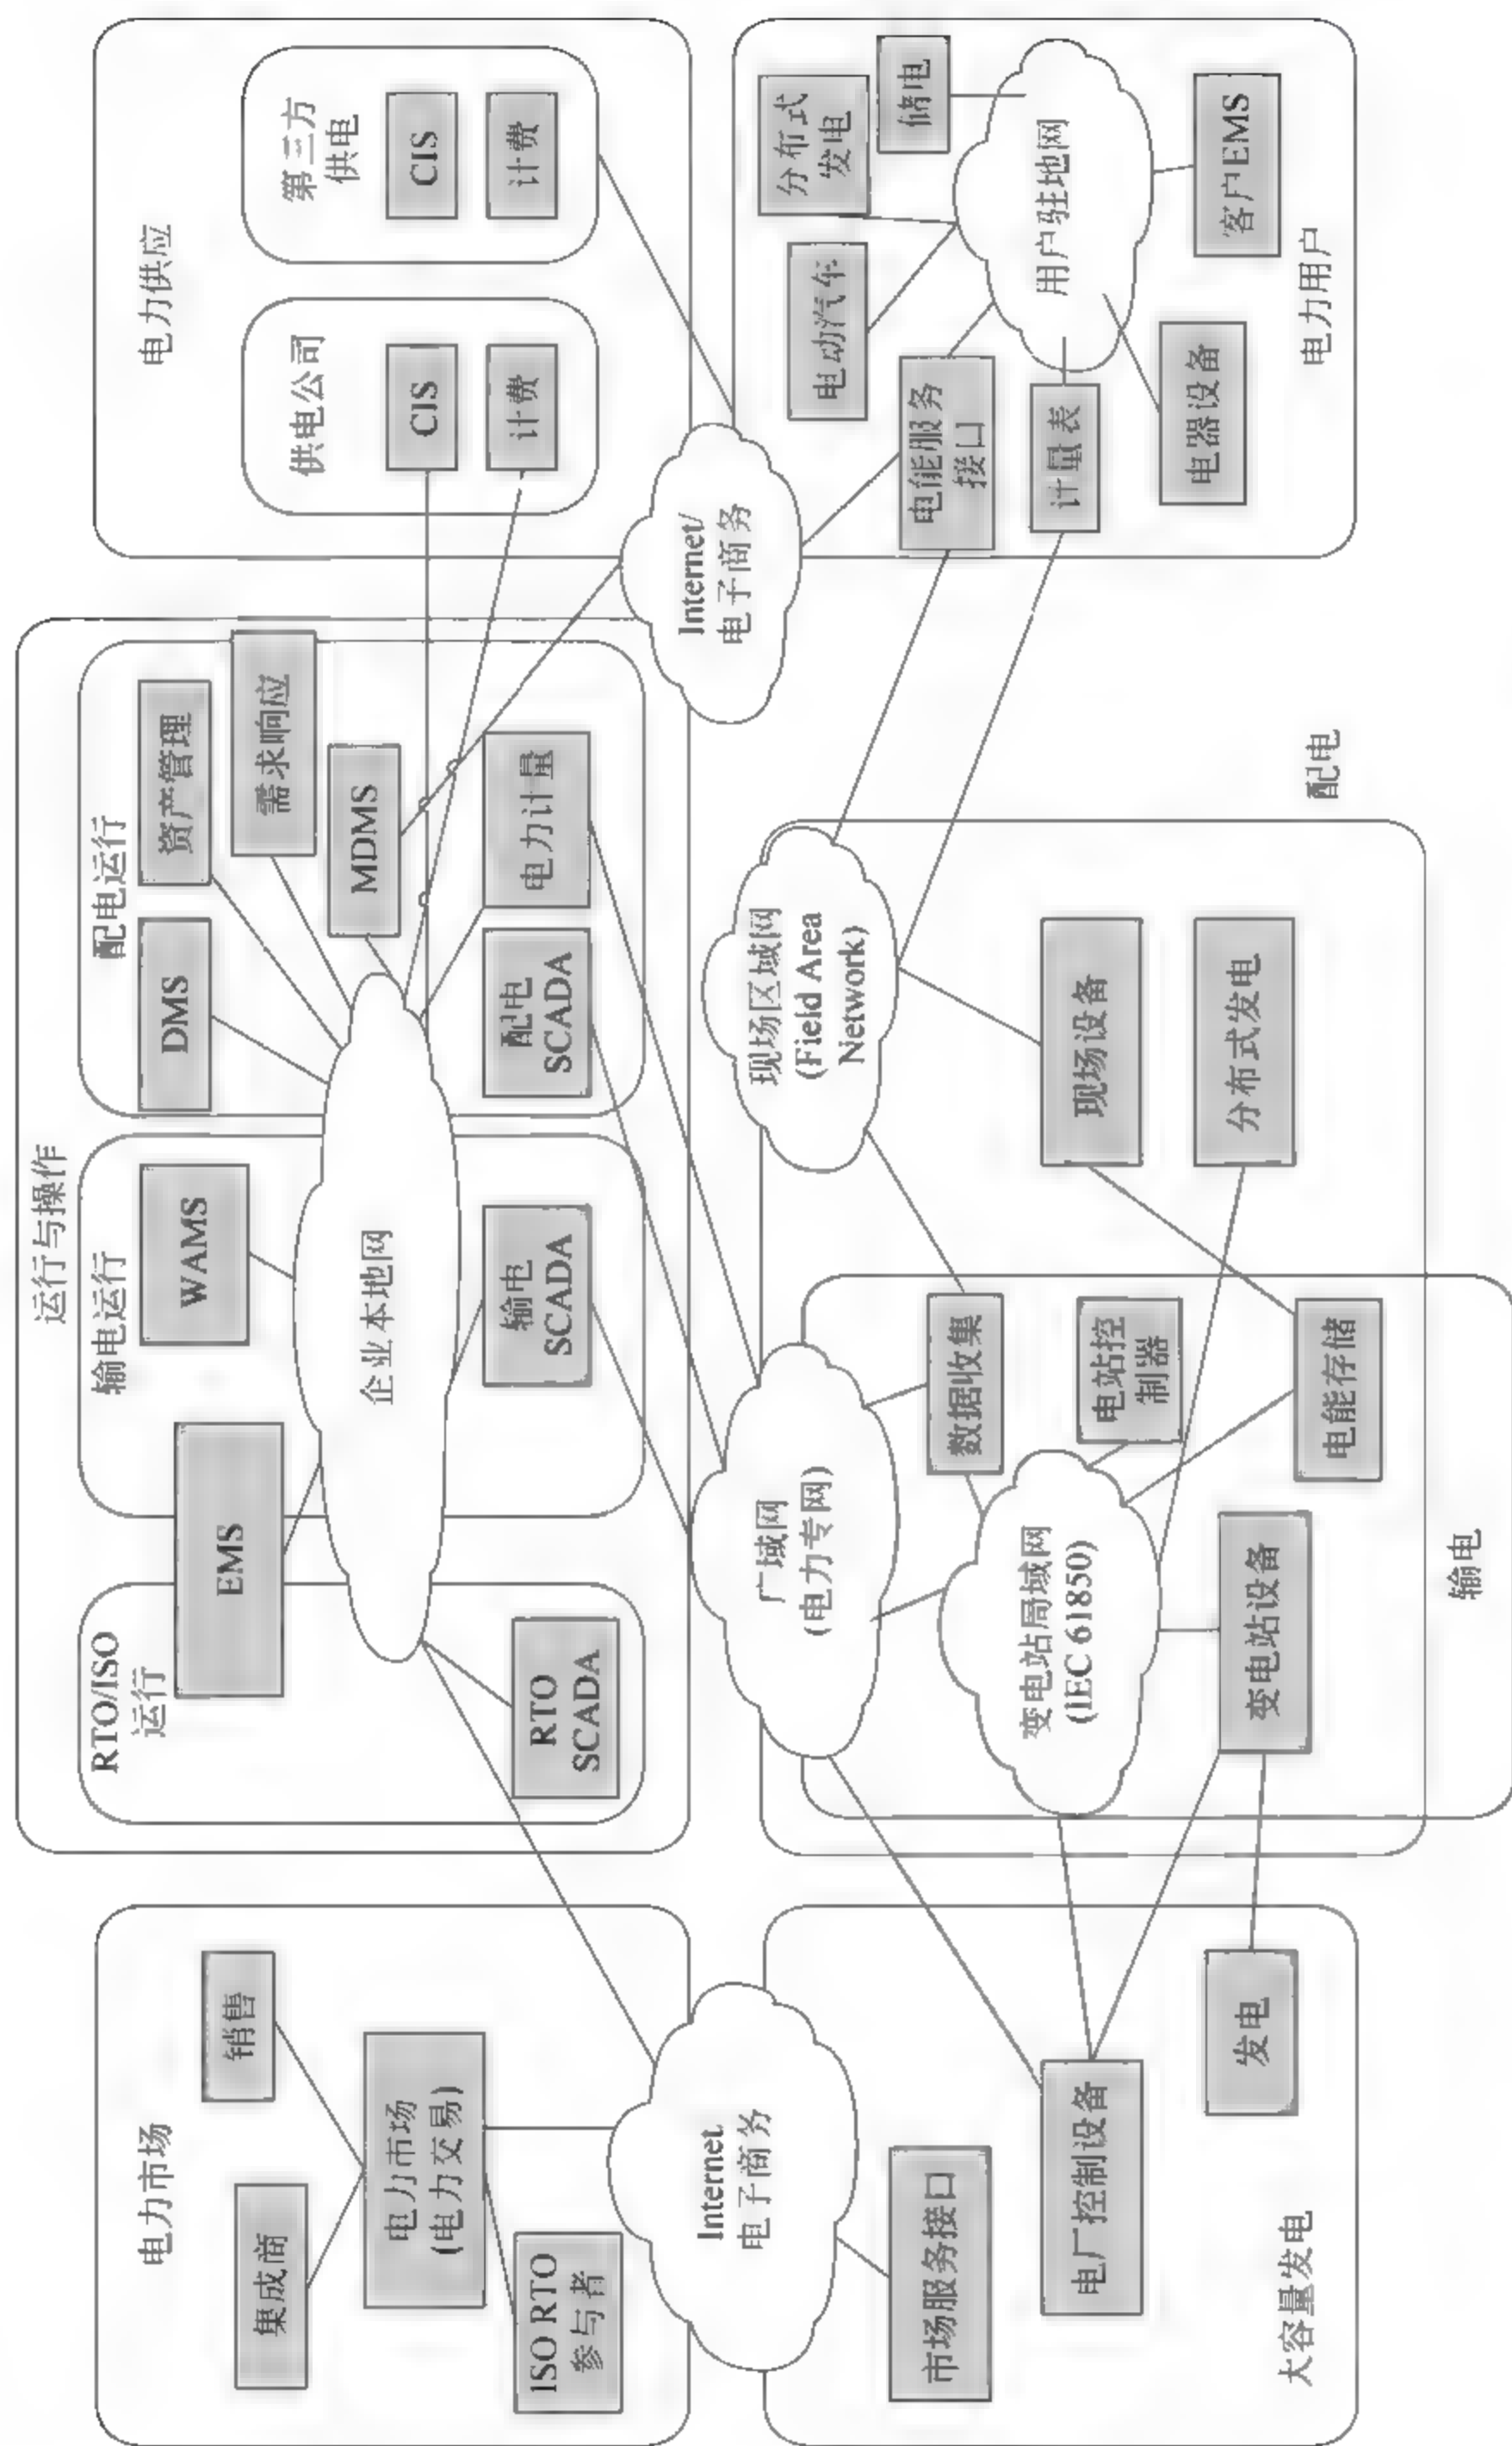 电力市场
集成商
销售
电力市场
(电力交易)
ISO RTO
参与者
Internet
电子商务
运行与操作
RTO/ISO
运行
EMS
RTO
SCADA
输电运行
WAMS
企业本地网
输电
SCADA
配电运行
DMS
资产管理
需求响应
MDMS
配电
SCADA
电力计量
电力供应
供电公司
CIS
计费
第三方
供电
CIS
计费
Internet/
电子商务
市场服务接口
电厂控制设备
发电
大容量发电
广域网
(电力专网)
变电站局域网
(IEC 61850)
数据收集
电站控
制器
变电站设备
电能存储
输电
现场区域网
(Field Area
Network)
现场设备
分布式发电
配电
电能服务
接口
计量表
电动汽车
分布式
发电
储电
用户驻地网
电器设备
客户EMS
电力用户